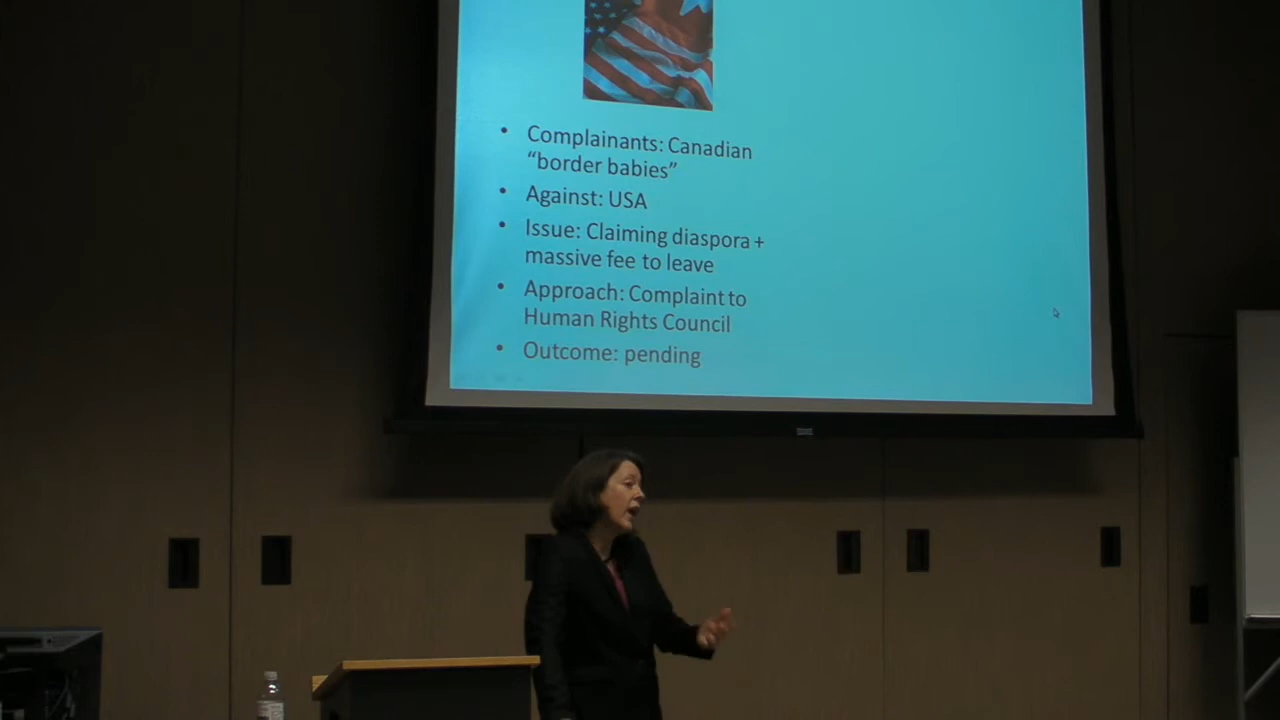 • Complainants: Canadian
“border babies”
• Against: USA
• Issue: Claiming diaspora +
massive fee to leave
• Approach: Complaint to
Human Rights Council
• Outcome: pending